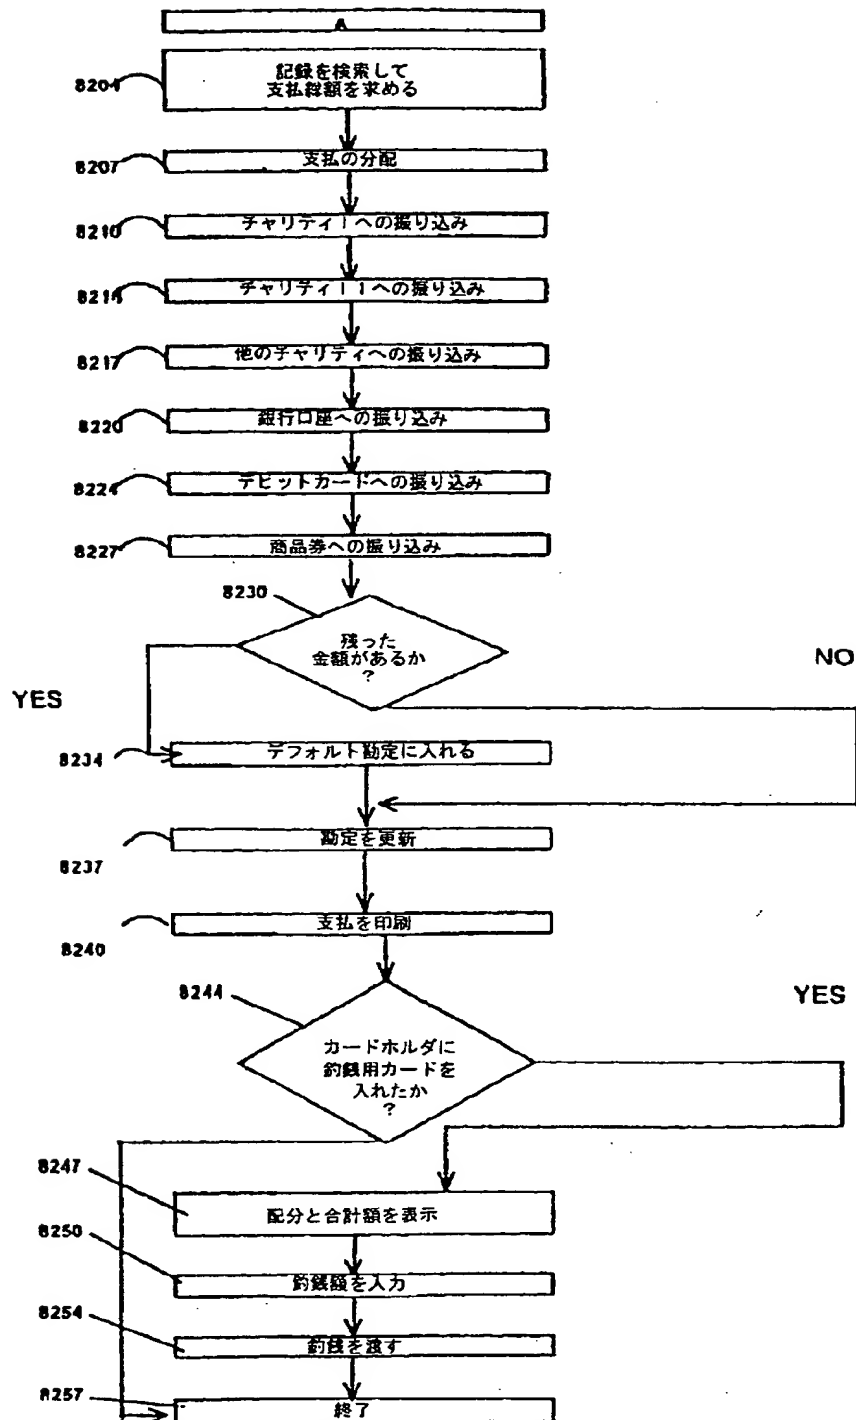 A
8204
記録を検索して
支払総額を求める
8207
支払の分配
8210
チャリティIへの振り込み
8214
チャリティIIへの振り込み
8217
他のチャリティへの振り込み
8220
銀行口座への振り込み
8224
デビットカードへの振り込み
8227
商品券への振り込み
8230
残った
金額があるか
?
YES
NO
8234
デフォルト勘定に入れる
8237
勘定を更新
8240
支払を印刷
8244
YES
カードホルダに
釣銭用カードを
入れたか
?
8247
配分と合計額を表示
8250
釣銭額を入力
8254
釣銭を渡す
8257
終了